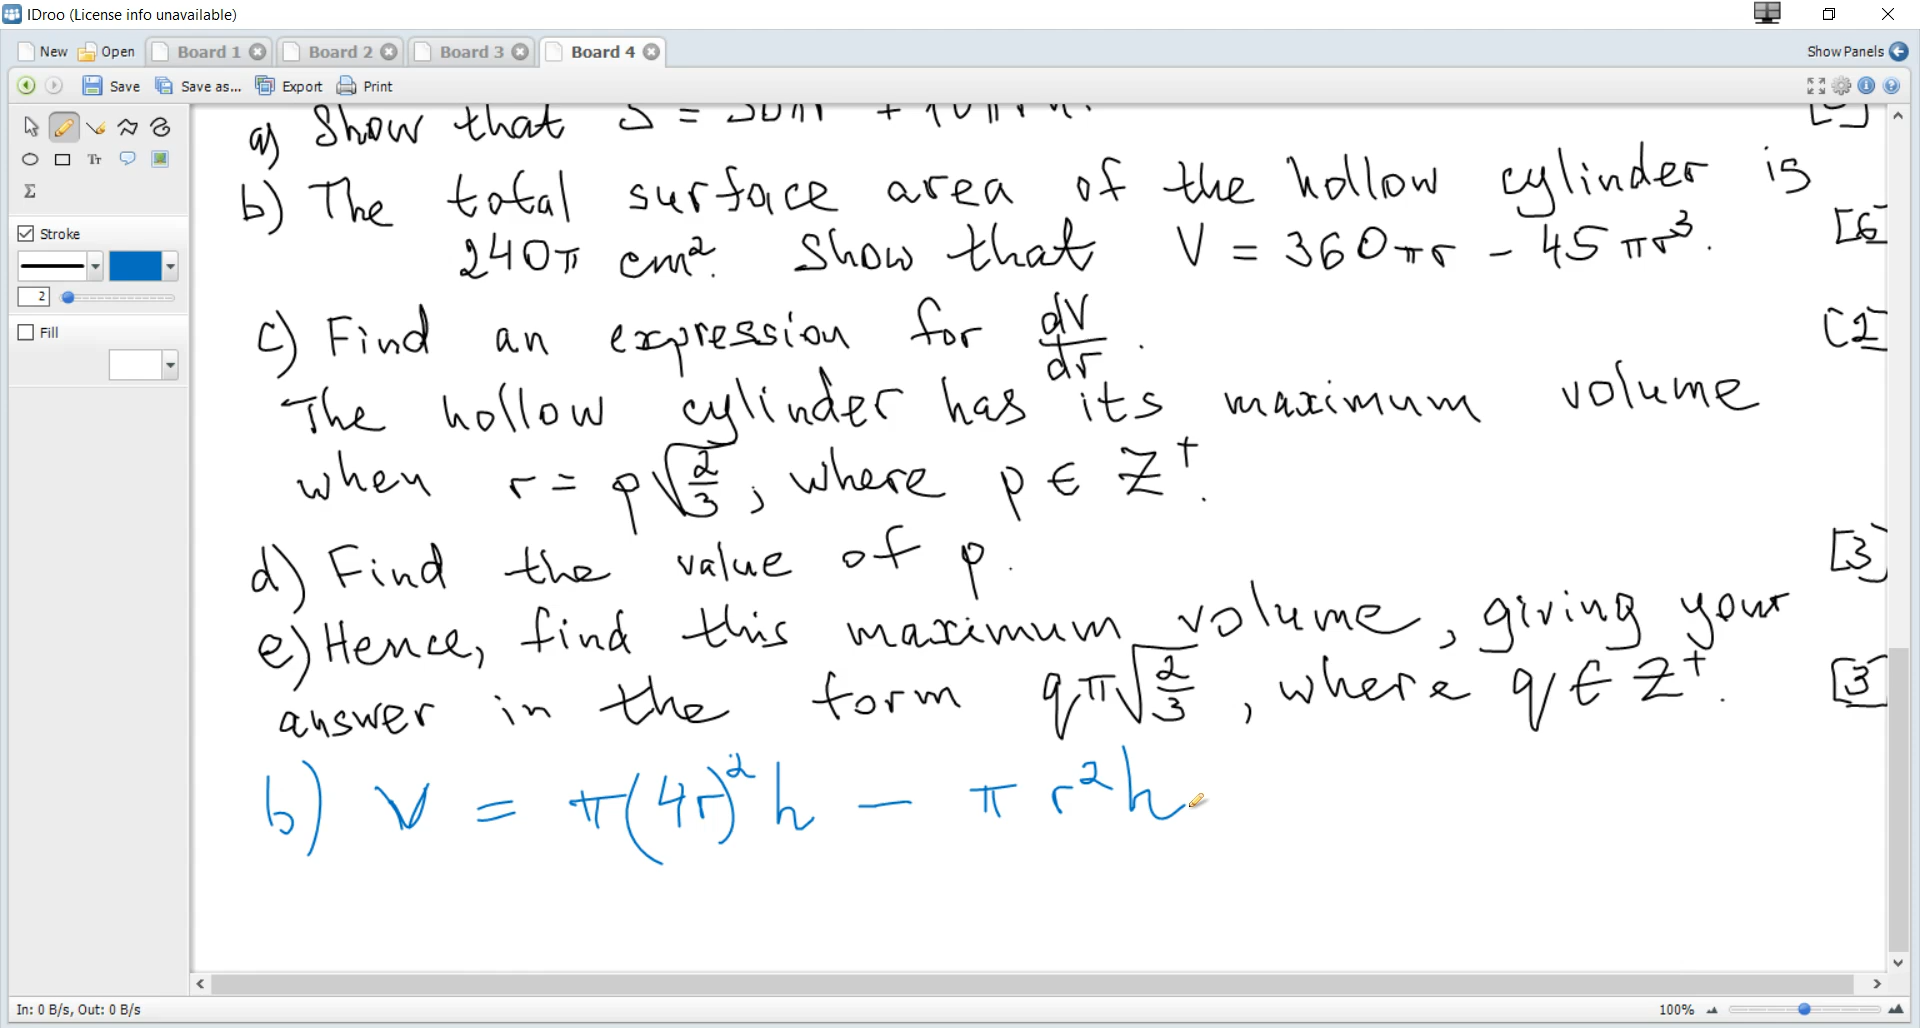 IDroo (License info unavailable)
New Open Board 1 Board 2 Board 3 Board 4 Show Panels
Save Save as... Export Print
a) Show that S =
b) The total surface area of the hollow cylinder is
240π cm². Show that V = 360πr - 45πr³. [6]
c) Find an expression for dV/dr. [2]
The hollow cylinder has its maximum volume
when r = p√(2/3), where p ∈ Z⁺.
d) Find the value of p. [3]
e) Hence, find this maximum volume, giving your
answer in the form qπ√(2/3), where q ∈ Z⁺. [3]
b) V = π(4r)²h - πr²h
Tr
Σ
Stroke
2
Fill
In: 0 B/s, Out: 0 B/s 100%